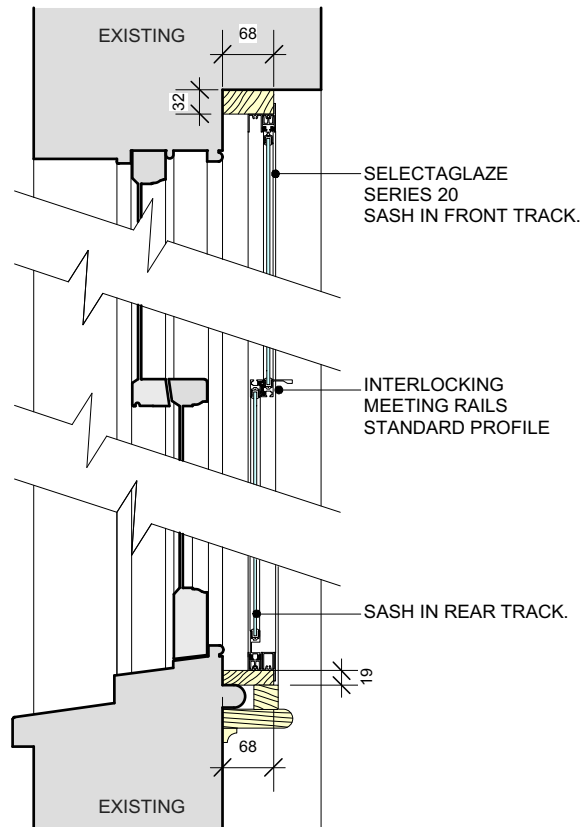 EXISTING
68
32
SELECTAGLAZE
SERIES 20
SASH IN FRONT TRACK.
INTERLOCKING
MEETING RAILS
STANDARD PROFILE
SASH IN REAR TRACK.
19
68
EXISTING